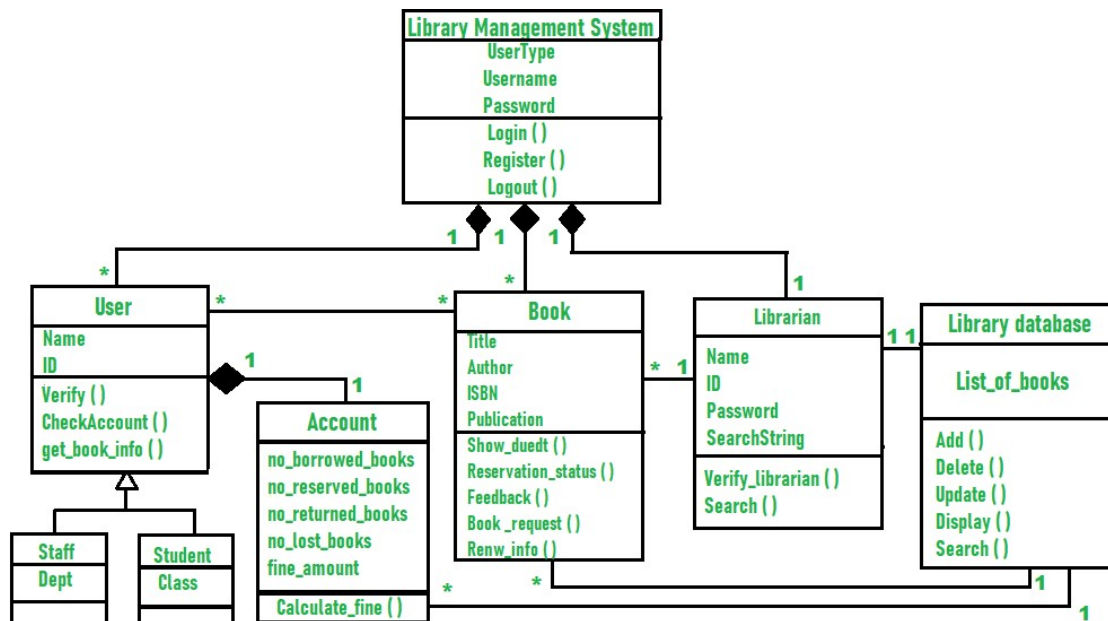 Library Management System
UserType
Username
Password
Login ( )
Register ( )
Logout ( )
1
1
1
*
*
1
User
Name
ID
Verify ( )
CheckAccount ( )
get_book_info ( )
*
*
Book
Title
Author
ISBN
Publication
Show_duedt ( )
Reservation_status ( )
Feedback ( )
Book _request ( )
Renw_info ( )
*
1
Librarian
Name
ID
Password
SearchString
Verify_librarian ( )
Search ( )
1
1
Library database
List_of_books
Add ( )
Delete ( )
Update ( )
Display ( )
Search ( )
1
1
Account
no_borrowed_books
no_reserved_books
no_returned_books
no_lost_books
fine_amount
Calculate_fine ( )
Staff
Dept
Student
Class
*
1
*
1